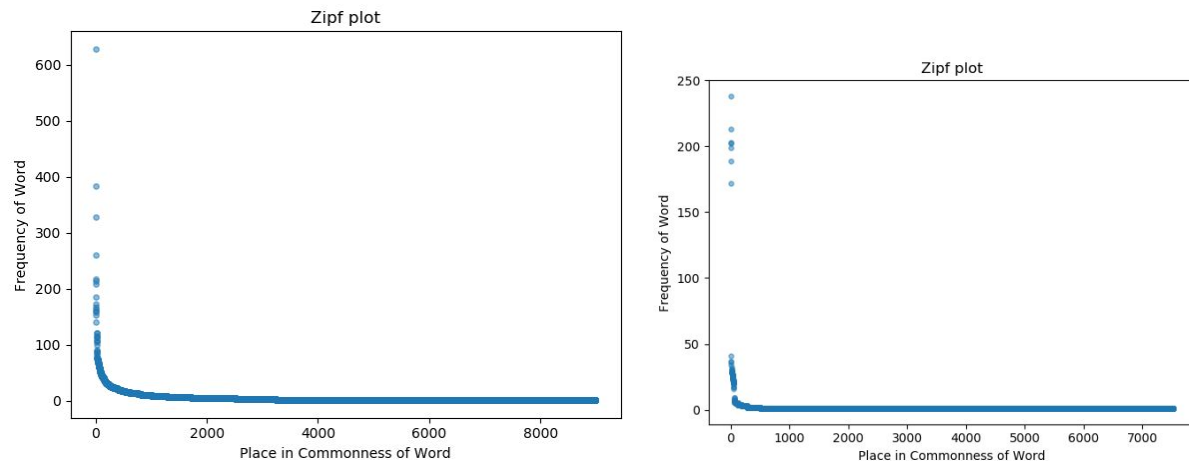 Zipf plot
600
500
400
300
200
100
0
Frequency of Word
0 2000 4000 6000 8000
Place in Commonness of Word
Zipf plot
250
200
150
100
50
0
Frequency of Word
0 1000 2000 3000 4000 5000 6000 7000
Place in Commonness of Word